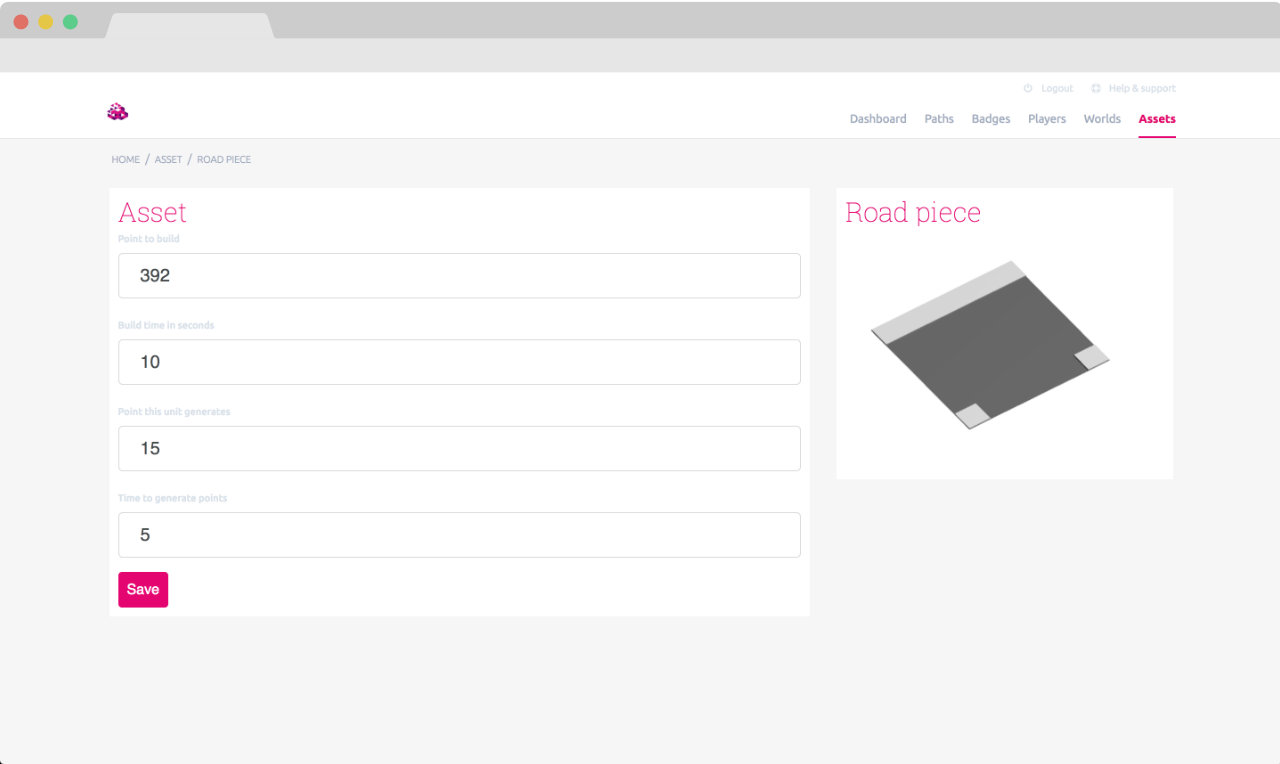 Logout Help & support
Dashboard Paths Badges Players Worlds Assets
HOME / ASSET / ROAD PIECE
Asset
Point to build
392
Build time in seconds
10
Point this unit generates
15
Time to generate points
5
Save
Road piece